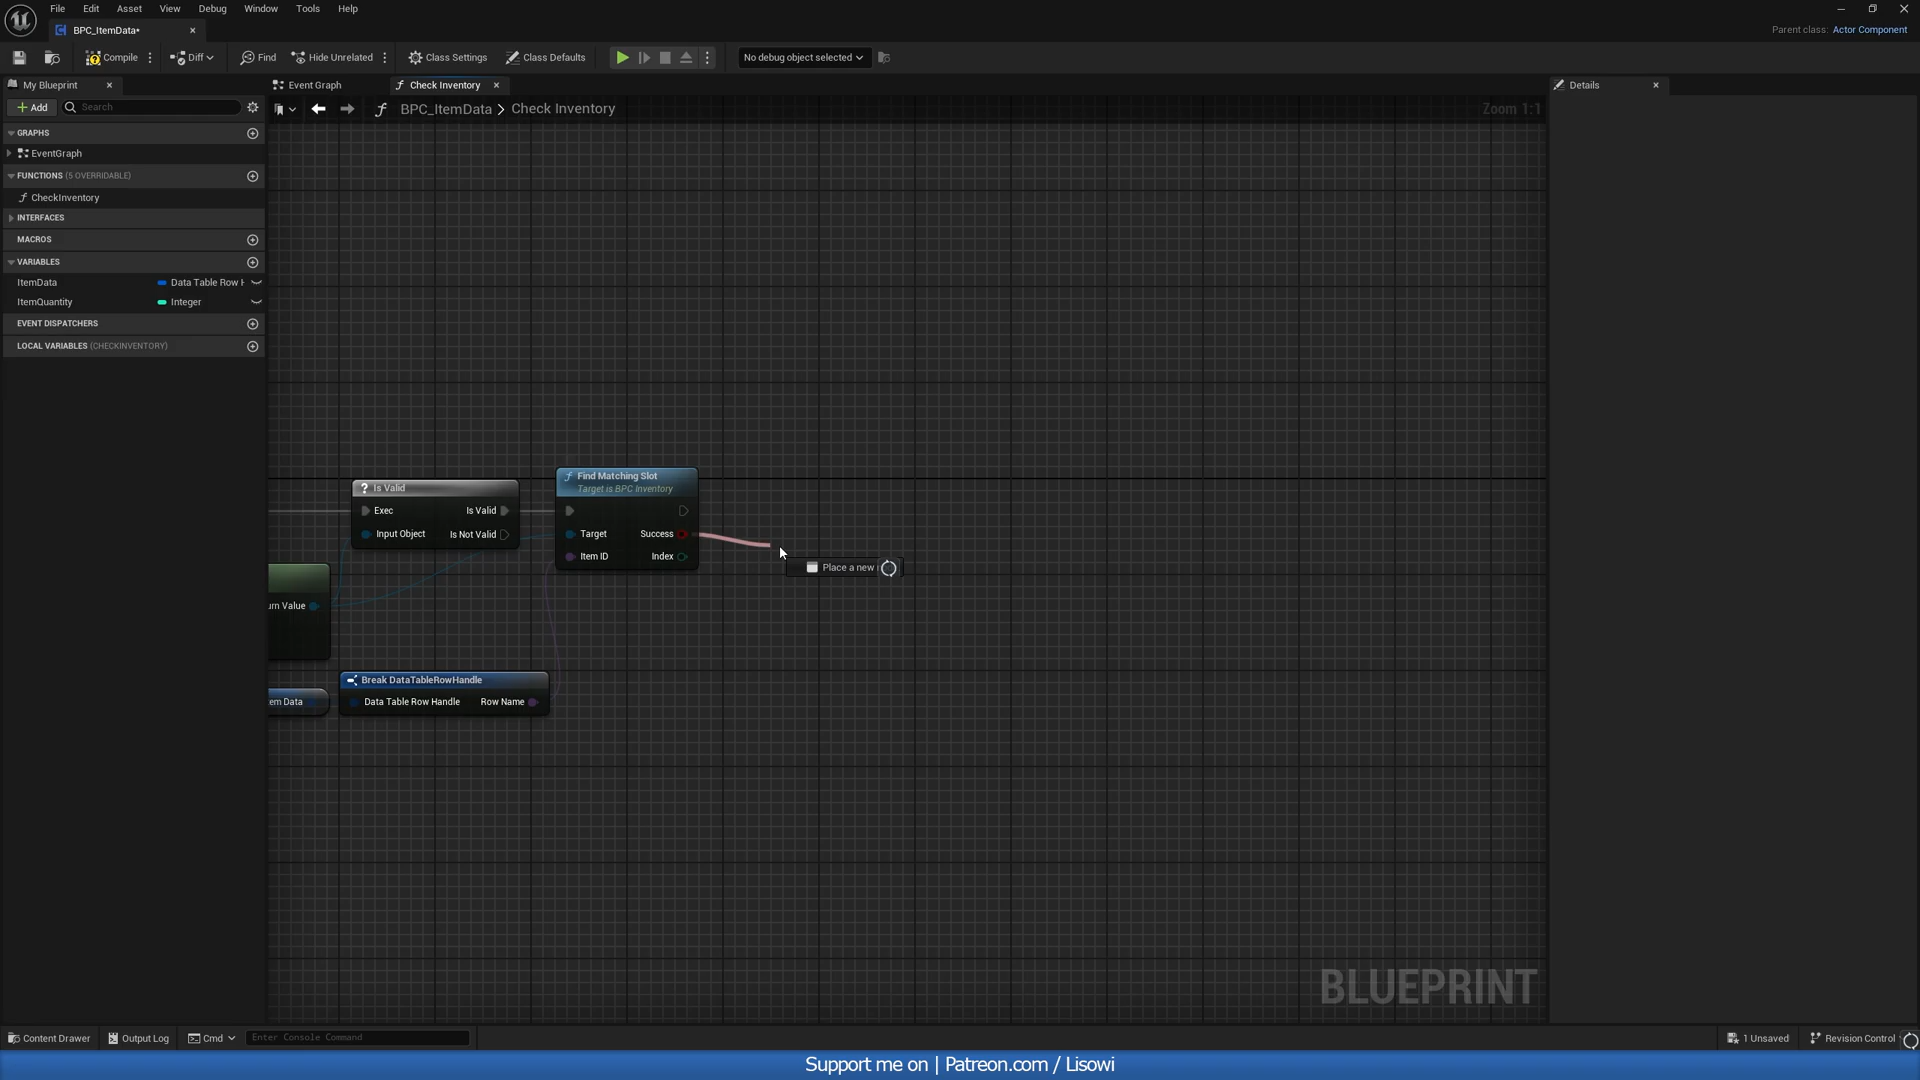 File Edit Asset View Debug Window Tools Help
BPC_ItemData*
Parent class: Actor Component
Compile Diff Find Hide Unrelated Class Settings Class Defaults No debug object selected
My Blueprint Event Graph Check Inventory Details
Add Search BPC_ItemData > Check Inventory Zoom 1:1
GRAPHS
EventGraph
FUNCTIONS (5 OVERRIDABLE)
CheckInventory
INTERFACES
MACROS
VARIABLES
ItemData Data Table Row H
ItemQuantity Integer
EVENT DISPATCHERS
LOCAL VARIABLES (CHECKINVENTORY)
Find Matching Slot
Target is BPC Inventory
Is Valid
Exec Is Valid
Input Object Is Not Valid
Target Success
Item ID Index
Place a new
urn Value
Break DataTableRowHandle
em Data Data Table Row Handle Row Name
BLUEPRINT
Content Drawer Output Log Cmd Enter Console Command 1 Unsaved Revision Control
Support me on | Patreon.com / Lisowi